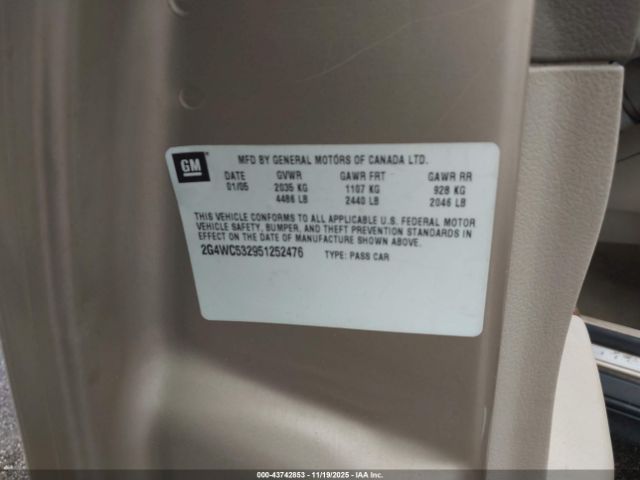 GM
MFD BY GENERAL MOTORS OF CANADA LTD.
DATE GVWR GAWR FRT GAWR RR
01/05 2035 KG 1107 KG 928 KG
4486 LB 2440 LB 2046 LB
THIS VEHICLE CONFORMS TO ALL APPLICABLE U.S. FEDERAL MOTOR
VEHICLE SAFETY, BUMPER, AND THEFT PREVENTION STANDARDS IN
EFFECT ON THE DATE OF MANUFACTURE SHOWN ABOVE.
2G4WC532951252476 TYPE: PASS CAR
000-43742853 - 11/19/2025 - IAA Inc.